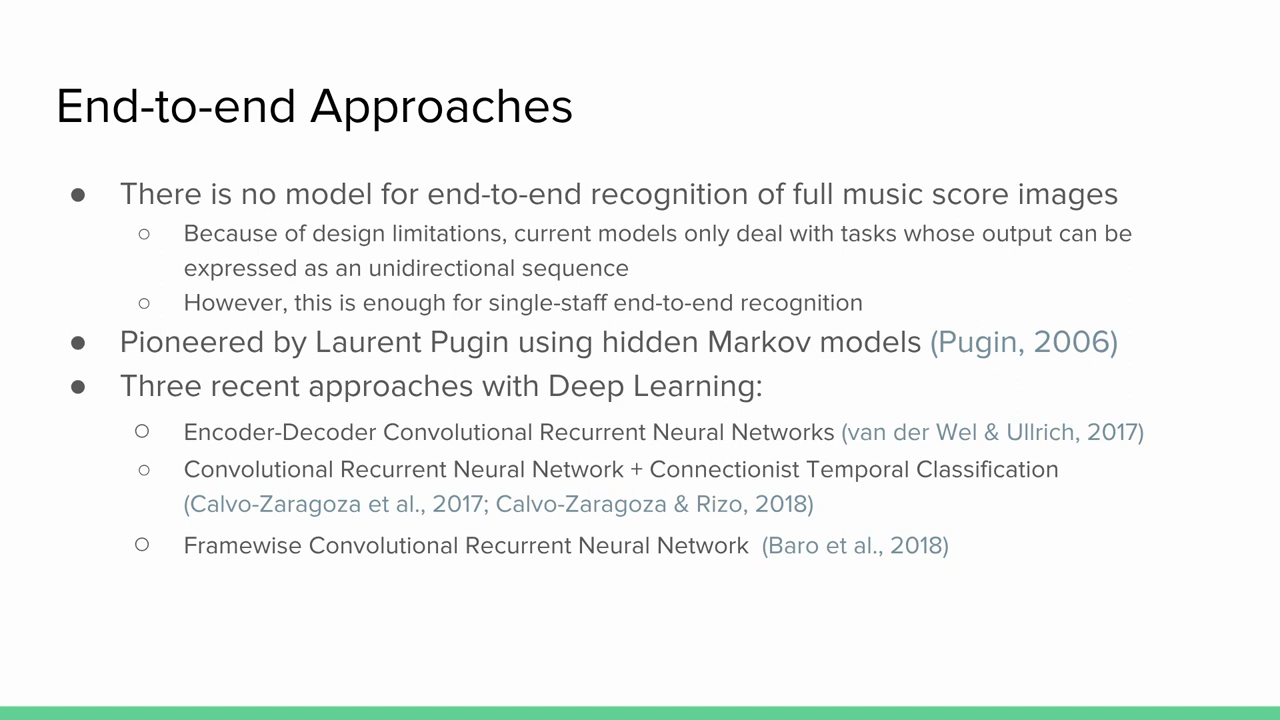 End-to-end Approaches
● There is no model for end-to-end recognition of full music score images
○ Because of design limitations, current models only deal with tasks whose output can be
expressed as an unidirectional sequence
○ However, this is enough for single-staff end-to-end recognition
● Pioneered by Laurent Pugin using hidden Markov models (Pugin, 2006)
● Three recent approaches with Deep Learning:
○ Encoder-Decoder Convolutional Recurrent Neural Networks (van der Wel & Ullrich, 2017)
○ Convolutional Recurrent Neural Network + Connectionist Temporal Classification
(Calvo-Zaragoza et al., 2017; Calvo-Zaragoza & Rizo, 2018)
○ Framewise Convolutional Recurrent Neural Network (Baro et al., 2018)